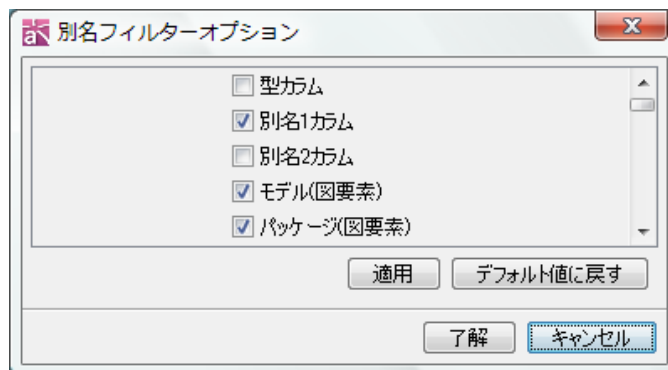 別名フィルターオプション
型カラム
別名1カラム
別名2カラム
モデル(図要素)
パッケージ(図要素)
適用 デフォルト値に戻す
了解 キャンセル